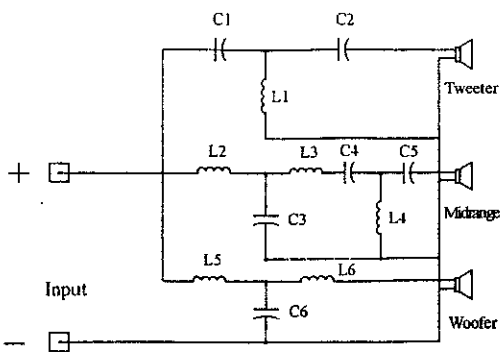 C1
C2
L1
Tweeter
L2
L3
C4
C5
+
C3
L4
Midrange
L5
L6
Input
C6
Woofer
–